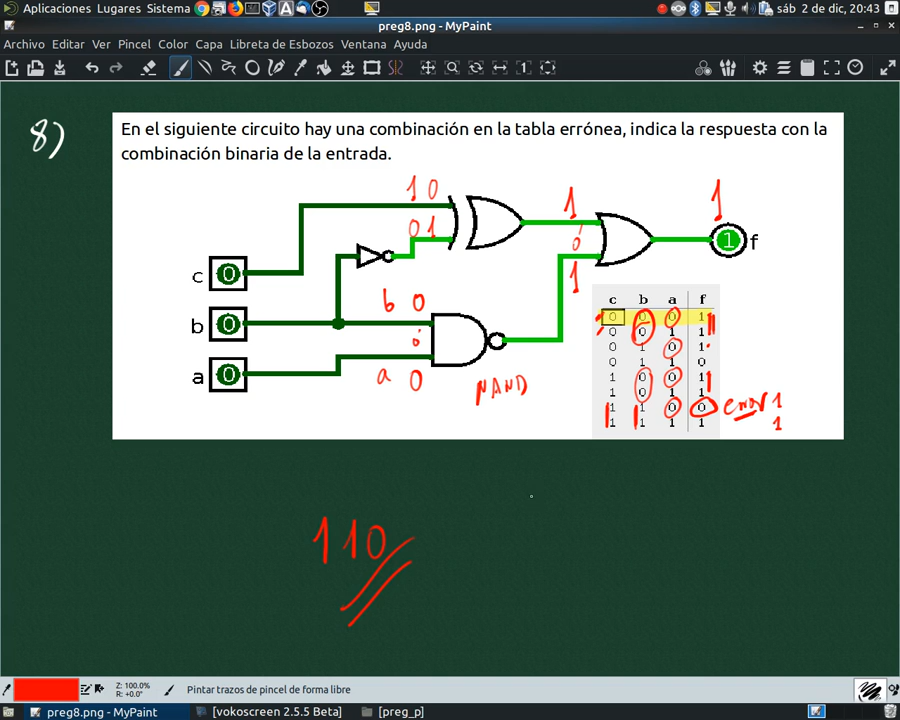 Aplicaciones Lugares Sistema sáb 2 de dic, 20:43
preg8.png - MyPaint
Archivo Editar Ver Pincel Color Capa Libreta de Esbozos Ventana Ayuda
8)
En el siguiente circuito hay una combinación en la tabla errónea, indica la respuesta con la
combinación binaria de la entrada.
1 0
0 1
1
0
1
1
1 f
c 0
b 0
a 0
b 0
a 0
NAND
c b a f
0 0 0 1
0 0 1 1
0 1 0 1
0 1 1 0
1 0 0 1
1 0 1 1
1 1 0 0 error 1
1 1 1 1 1
110
Z: 100.0%
R: +0.0°
Pintar trazos de pincel de forma libre
preg8.png - MyPaint [vokoscreen 2.5.5 Beta] [preg_p]